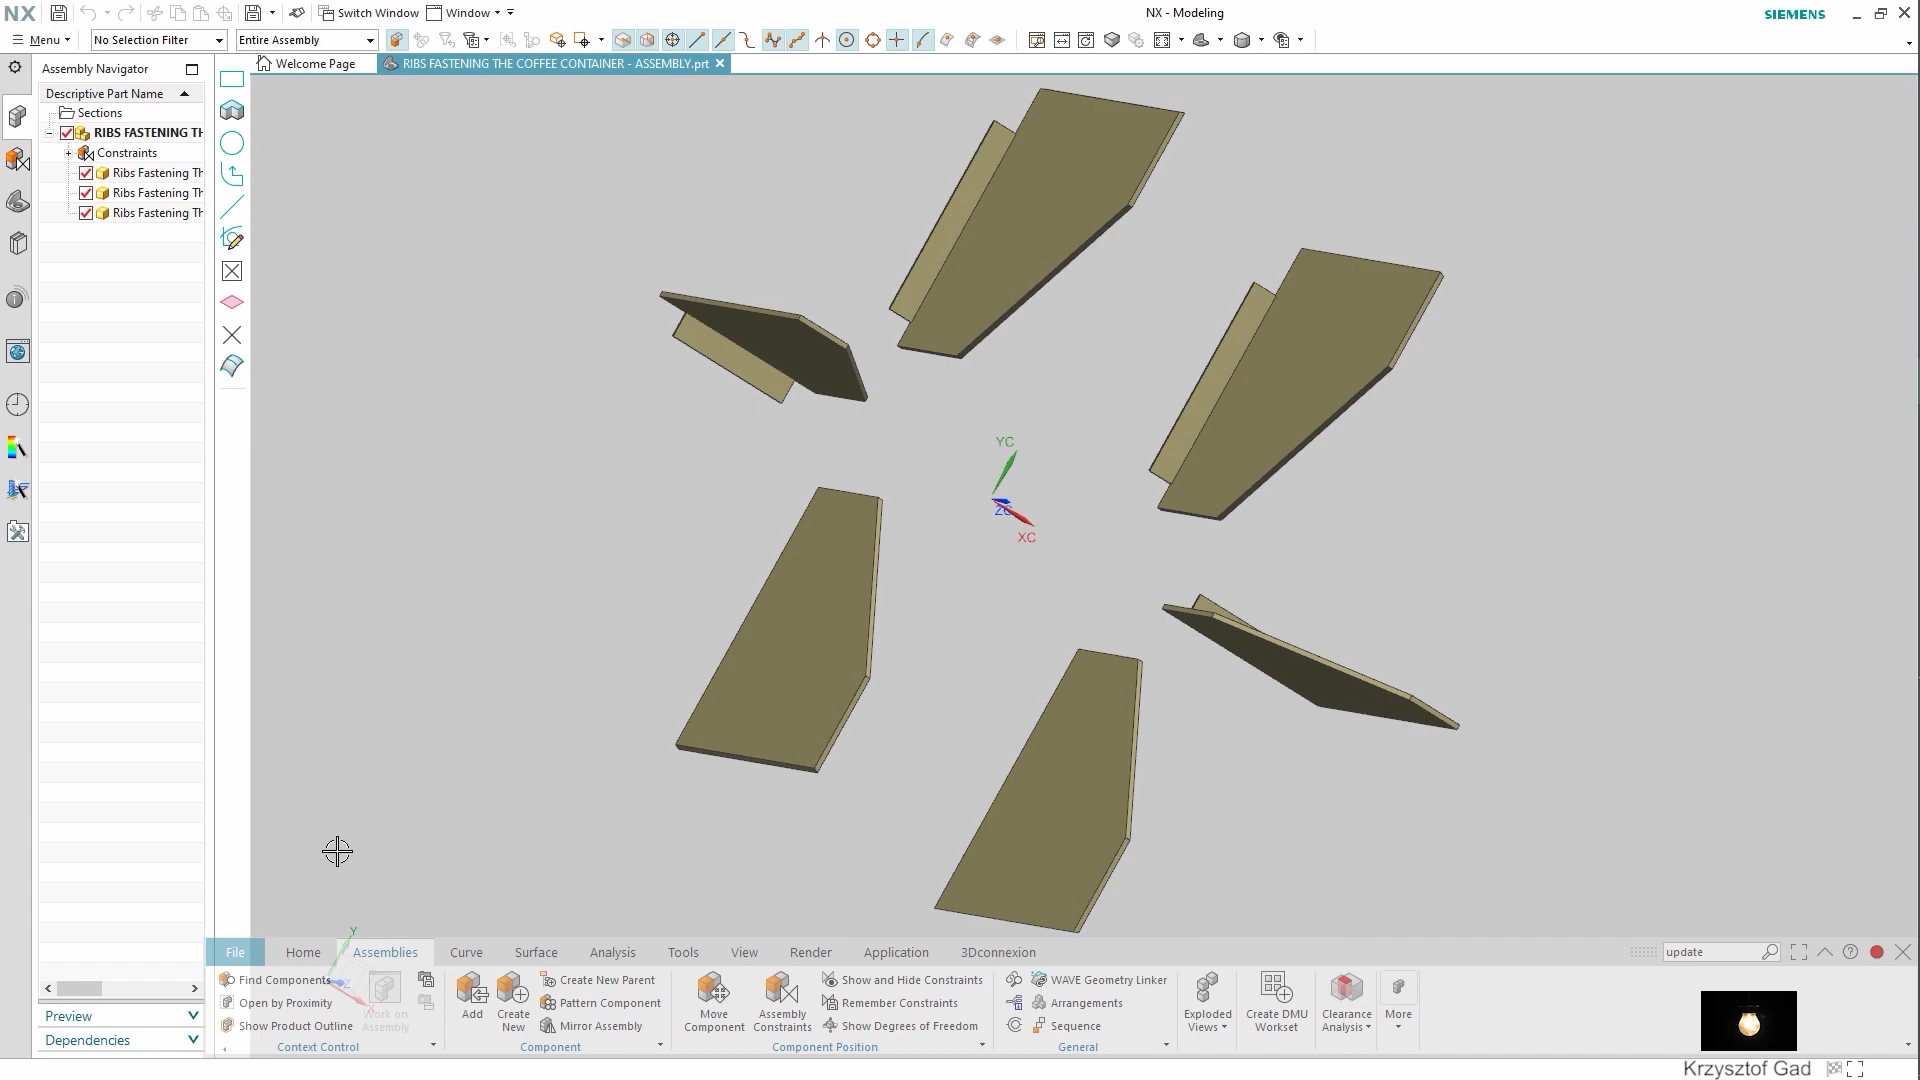 NX
Switch Window
Window
NX - Modeling
SIEMENS
Menu
No Selection Filter
Entire Assembly
Assembly Navigator
Welcome Page
RIBS FASTENING THE COFFEE CONTAINER - ASSEMBLY.prt
Descriptive Part Name
Sections
RIBS FASTENING TH
Constraints
Ribs Fastening Th
Ribs Fastening Th
Ribs Fastening Th
YC
ZC
XC
Y
Z
X
File
Home
Assemblies
Curve
Surface
Analysis
Tools
View
Render
Application
3Dconnexion
update
Find Components
Open by Proximity
Show Product Outline
Work on
Assembly
Context Control
Add
Create
New
Create New Parent
Pattern Component
Mirror Assembly
Component
Move
Component
Assembly
Constraints
Show and Hide Constraints
Remember Constraints
Show Degrees of Freedom
Component Position
WAVE Geometry Linker
Arrangements
Sequence
General
Exploded
Views
Create DMU
Workset
Clearance
Analysis
More
Preview
Dependencies
Krzysztof Gad